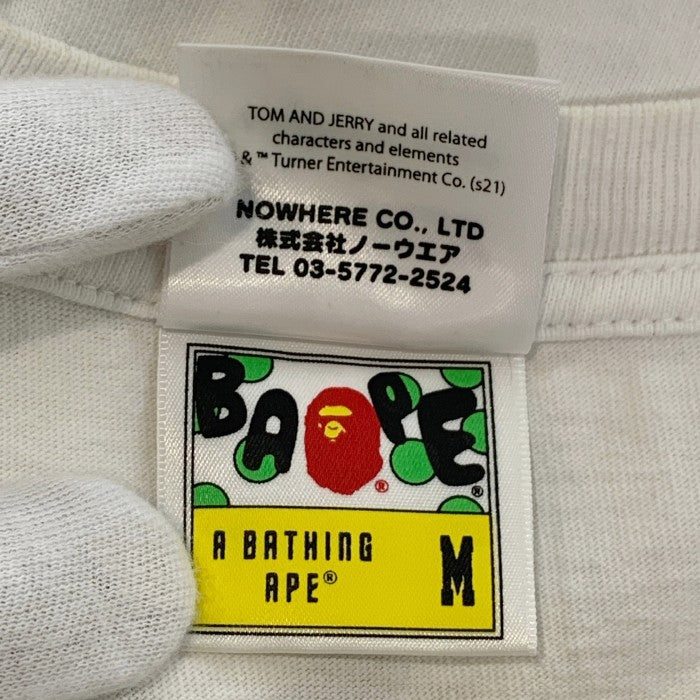 TOM AND JERRY and all related
characters and elements
& ™ Turner Entertainment Co. (s21)
NOWHERE CO., LTD
株式会社ノーウエア
TEL 03-5772-2524
BAPE
®
®
A BATHING
APE®
M